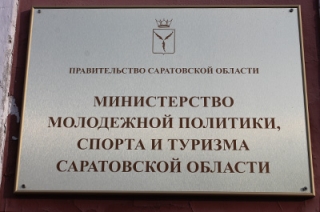 ПРАВИТЕЛЬСТВО САРАТОВСКОЙ ОБЛАСТИ
МИНИСТЕРСТВО
МОЛОДЕЖНОЙ ПОЛИТИКИ,
СПОРТА И ТУРИЗМА
САРАТОВСКОЙ ОБЛАСТИ